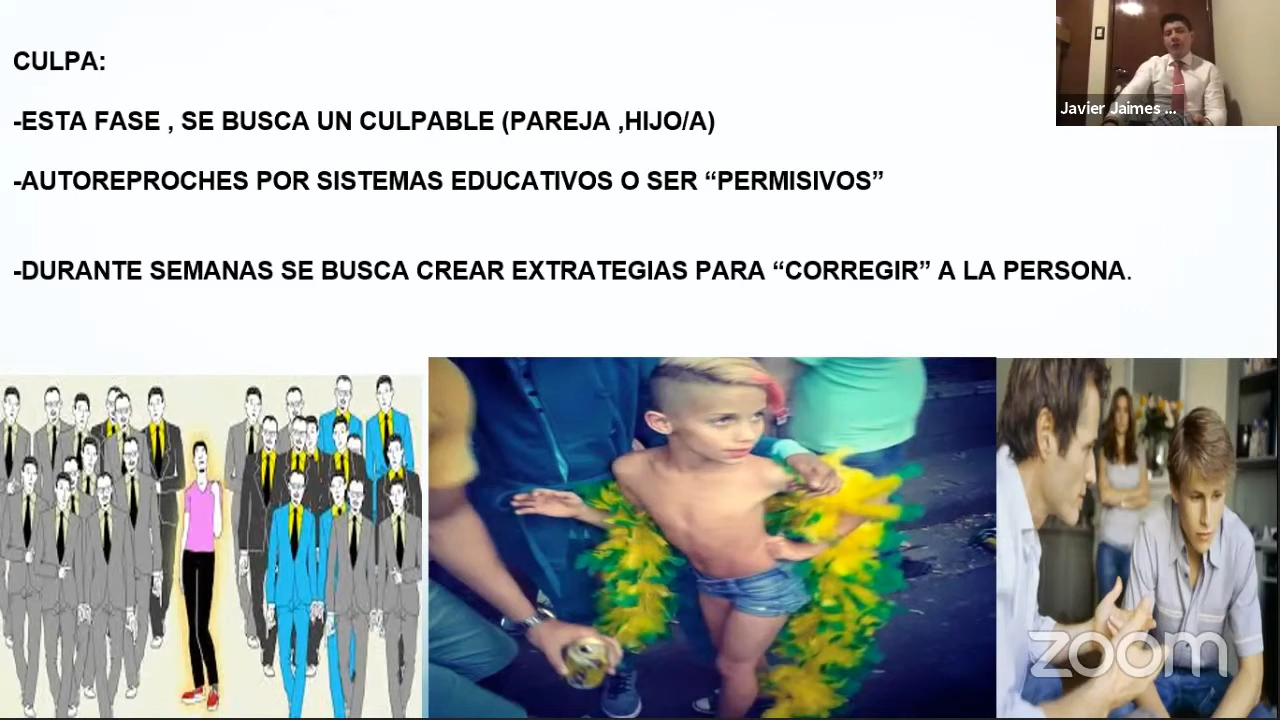 CULPA:
-ESTA FASE , SE BUSCA UN CULPABLE (PAREJA ,HIJO/A)
-AUTOREPROCHES POR SISTEMAS EDUCATIVOS O SER “PERMISIVOS”
-DURANTE SEMANAS SE BUSCA CREAR EXTRATEGIAS PARA “CORREGIR” A LA PERSONA.
Javier Jaimes ...
zoom